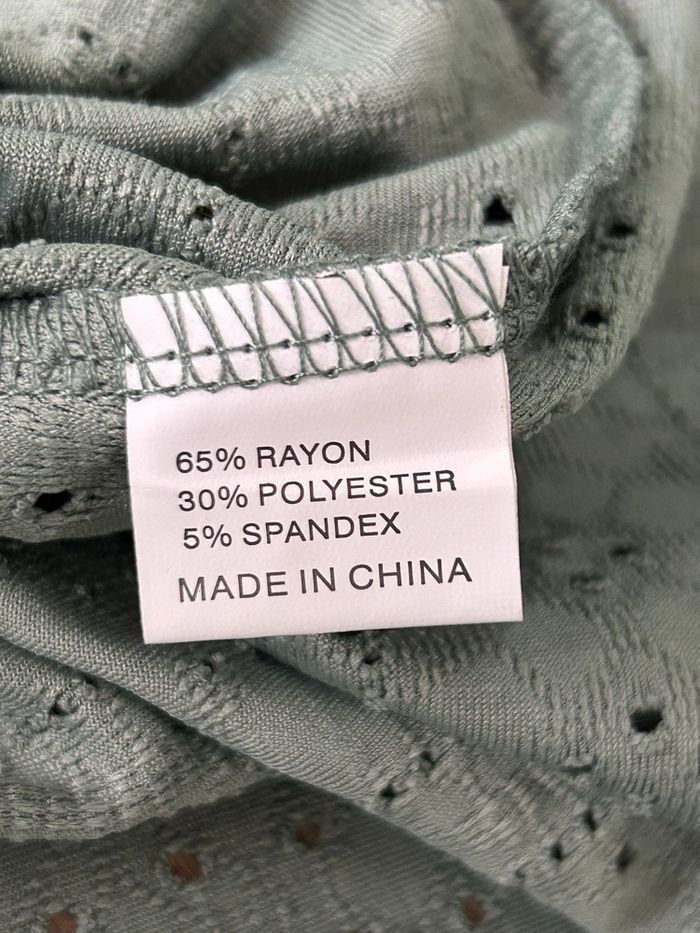 65% RAYON
30% POLYESTER
5% SPANDEX
MADE IN CHINA